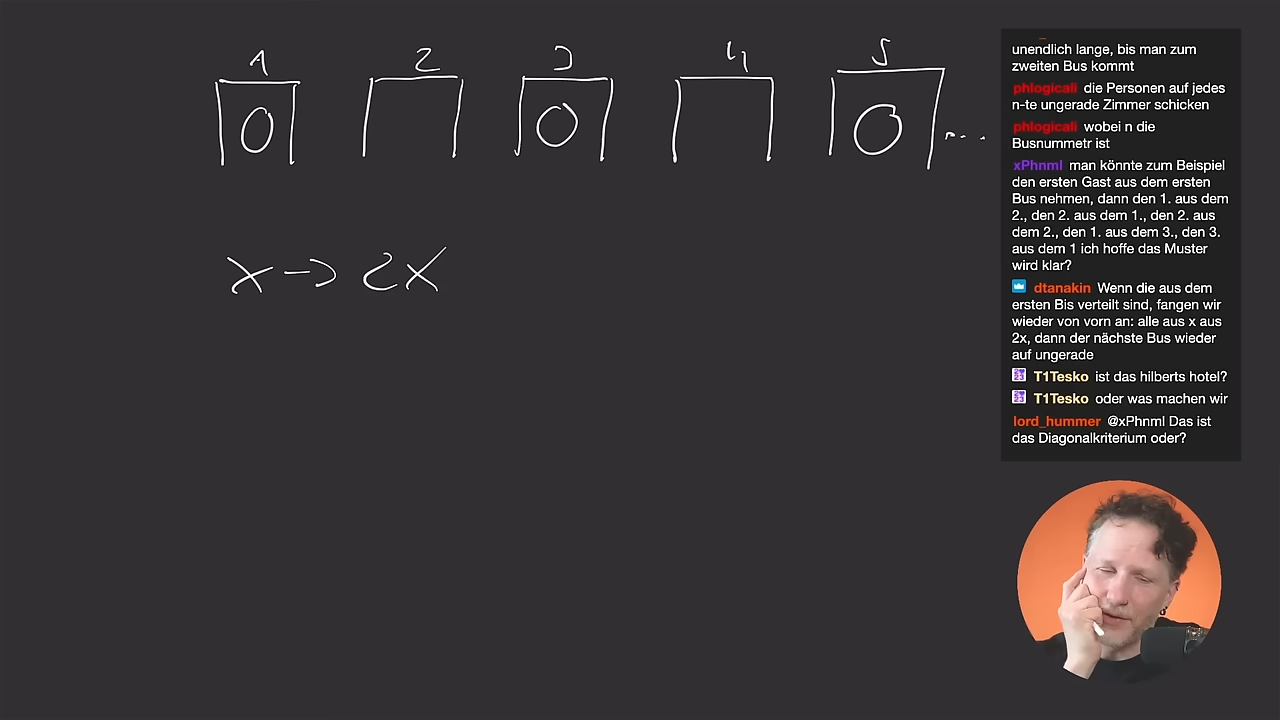 1 2 3 4 5
0 0 0 ...
x → 2x
unendlich lange, bis man zum
zweiten Bus kommt
phlogicali die Personen auf jedes
n-te ungerade Zimmer schicken
phlogicali wobei n die
Busnummetr ist
xPhnml man könnte zum Beispiel
den ersten Gast aus dem ersten
Bus nehmen, dann den 1. aus dem
2., den 2. aus dem 1., den 2. aus
dem 2., den 1. aus dem 3., den 3.
aus dem 1 ich hoffe das Muster
wird klar?
dtanakin Wenn die aus dem
ersten Bis verteilt sind, fangen wir
wieder von vorn an: alle aus x aus
2x, dann der nächste Bus wieder
auf ungerade
T1Tesko ist das hilberts hotel?
T1Tesko oder was machen wir
lord_hummer @xPhnml Das ist
das Diagonalkriterium oder?